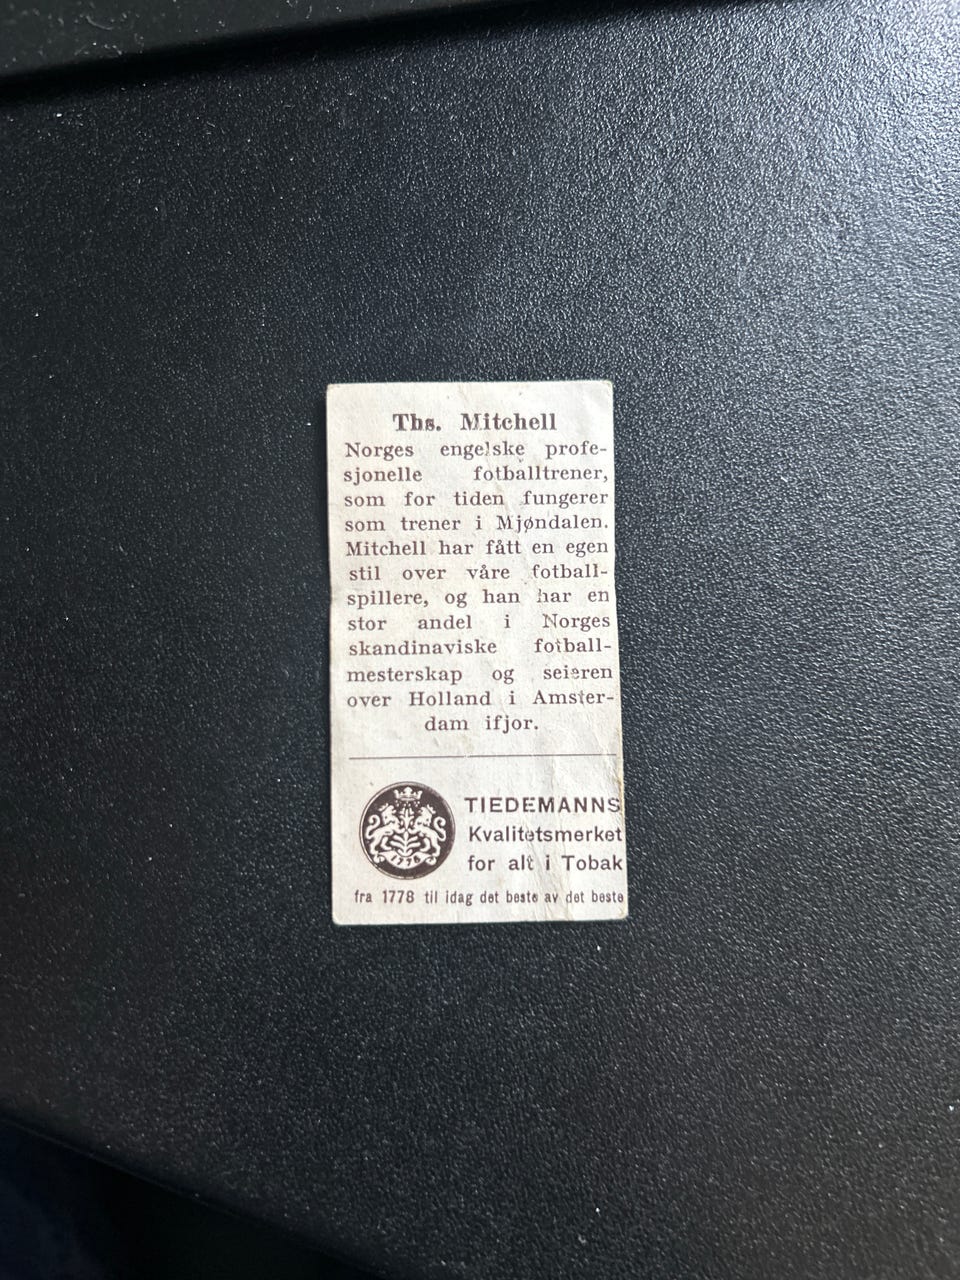 Ths. Mitchell
Norges engelske profe-
sjonelle fotballtrener,
som for tiden fungerer
som trener i Mjøndalen.
Mitchell har fått en egen
stil over våre fotball-
spillere, og han har en
stor andel i Norges
skandinaviske fotball-
mesterskap og seieren
over Holland i Amster-
dam ifjor.
1778
TIEDEMANNS
Kvalitetsmerket
for alt i Tobak
fra 1778 til idag det beste av det beste